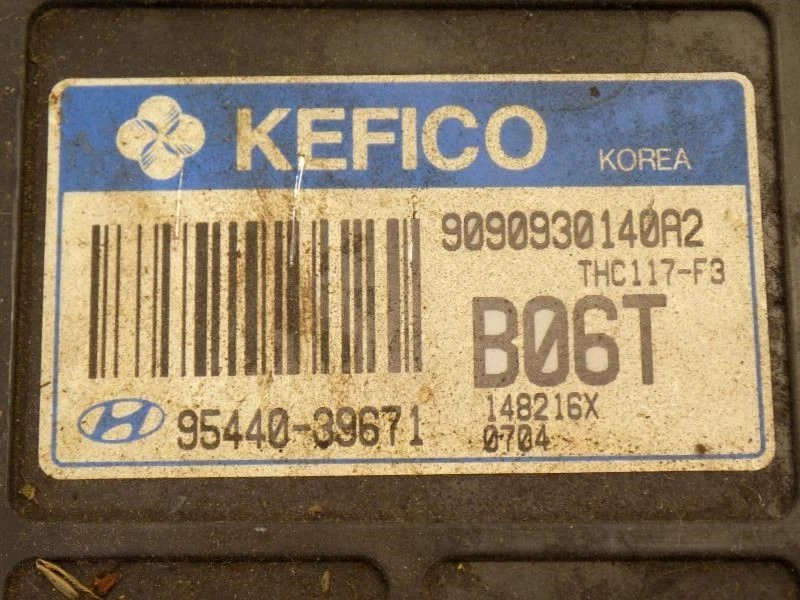 KEFICO KOREA
9090930140A2
THC117-F3
B06T
95440-39671
148216X
0704